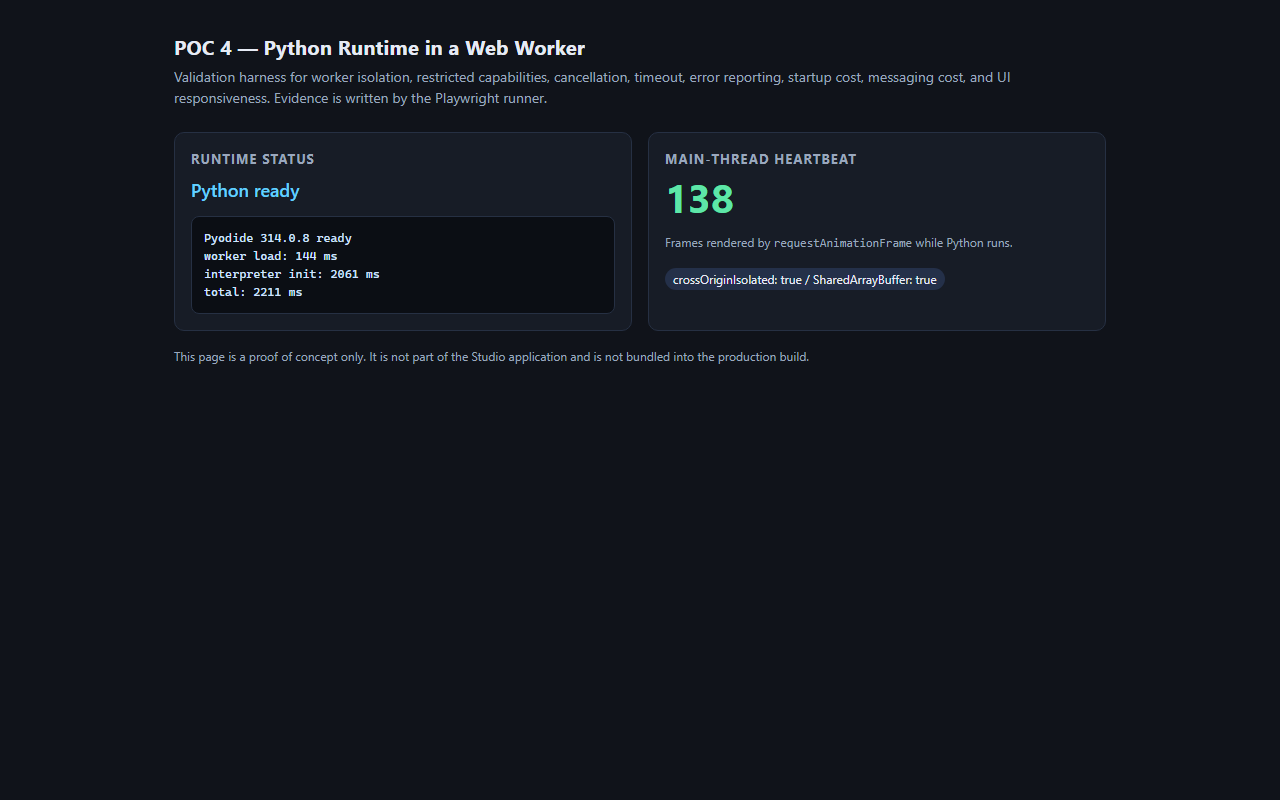 POC 4 — Python Runtime in a Web Worker
Validation harness for worker isolation, restricted capabilities, cancellation, timeout, error reporting, startup cost, messaging cost, and UI
responsiveness. Evidence is written by the Playwright runner.
RUNTIME STATUS
Python ready
Pyodide 314.0.8 ready
worker load: 144 ms
interpreter init: 2061 ms
total: 2211 ms
MAIN-THREAD HEARTBEAT
138
Frames rendered by requestAnimationFrame while Python runs.
crossOriginIsolated: true / SharedArrayBuffer: true
This page is a proof of concept only. It is not part of the Studio application and is not bundled into the production build.